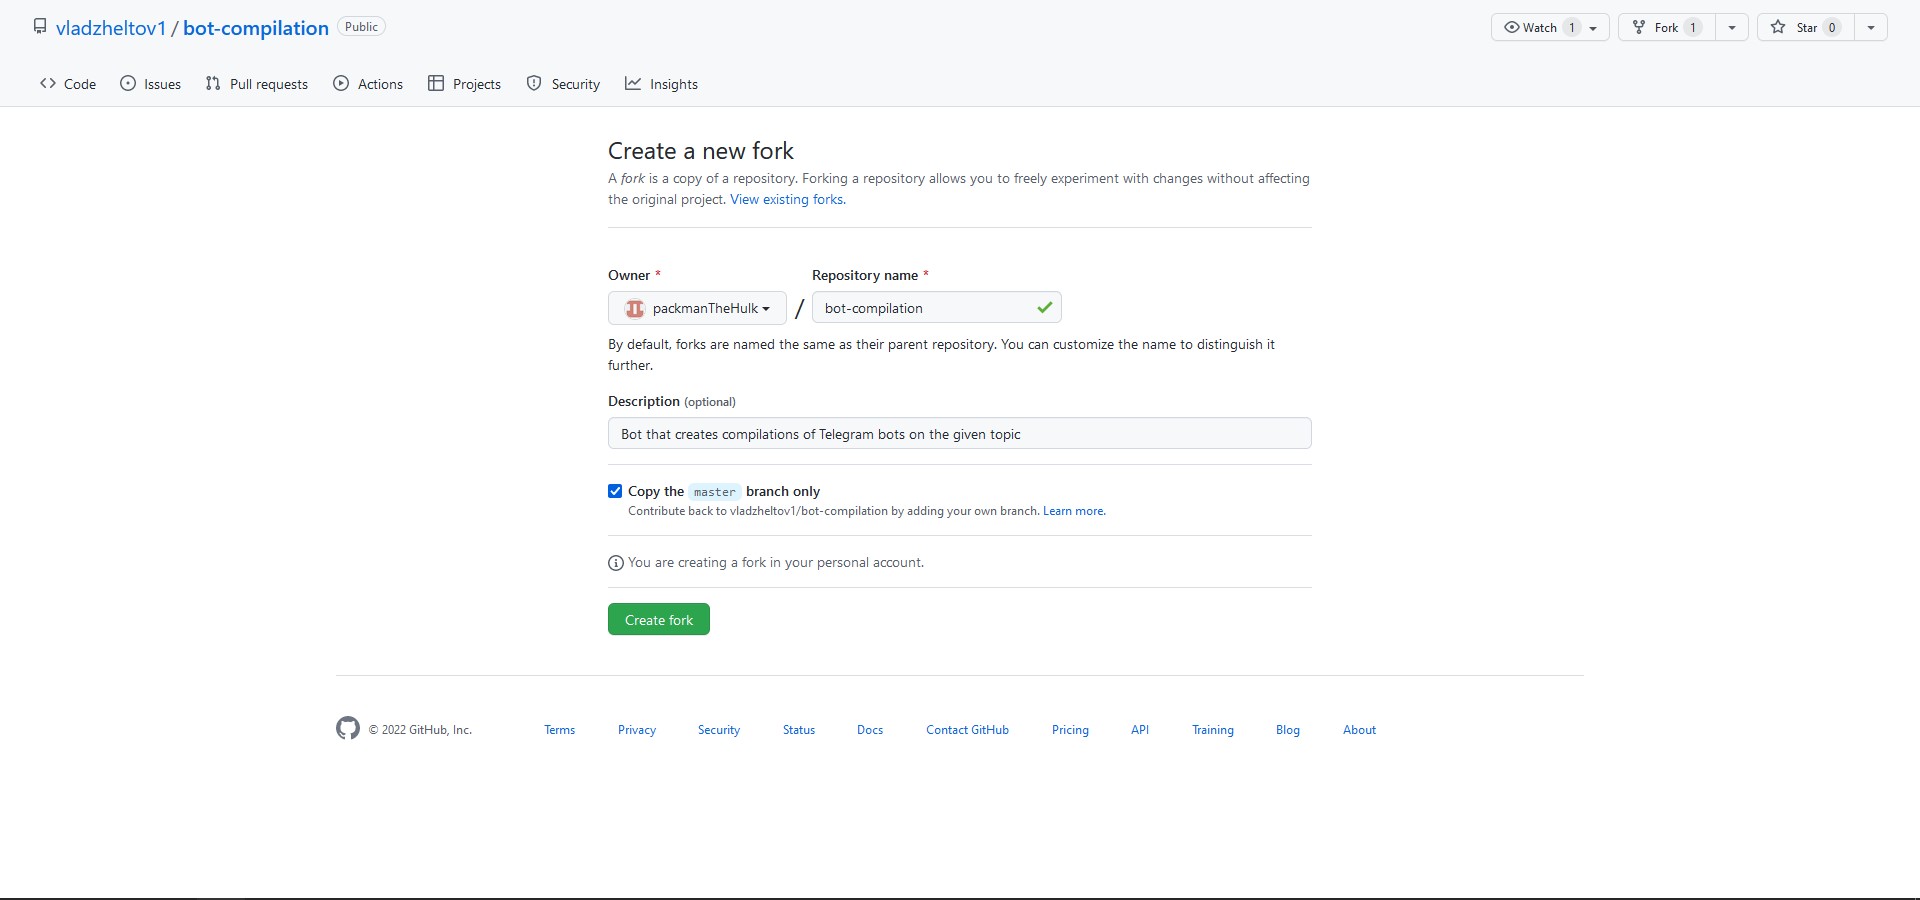 vladzheltov1 / bot-compilation Public
Watch 1 Fork 1 Star 0
Code Issues Pull requests Actions Projects Security Insights
Create a new fork
A fork is a copy of a repository. Forking a repository allows you to freely experiment with changes without affecting
the original project. View existing forks.
Owner * Repository name *
packmanTheHulk / bot-compilation
By default, forks are named the same as their parent repository. You can customize the name to distinguish it
further.
Description (optional)
Bot that creates compilations of Telegram bots on the given topic
Copy the master branch only
Contribute back to vladzheltov1/bot-compilation by adding your own branch. Learn more.
You are creating a fork in your personal account.
Create fork
© 2022 GitHub, Inc. Terms Privacy Security Status Docs Contact GitHub Pricing API Training Blog About